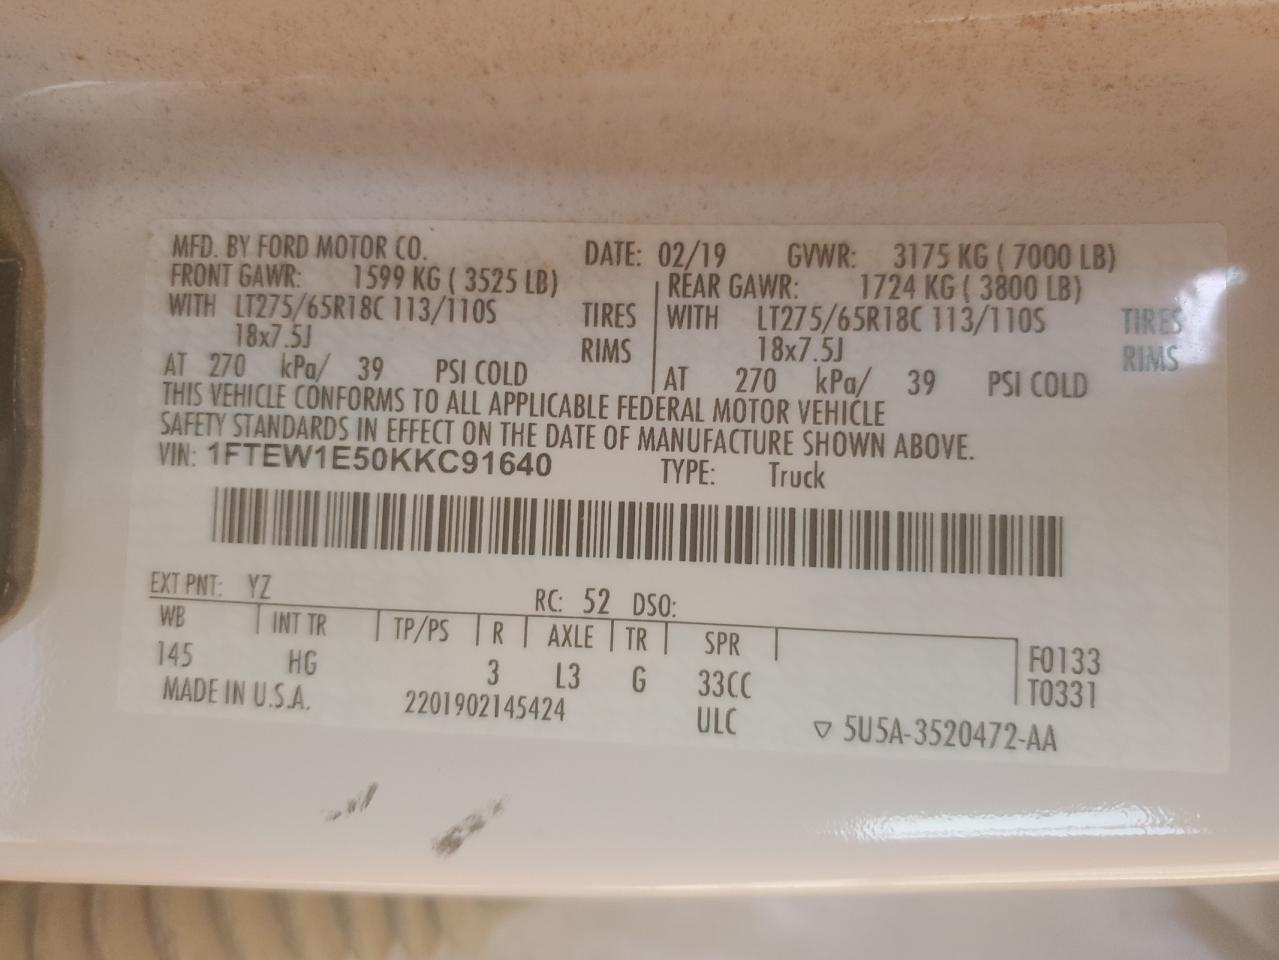 MFD. BY FORD MOTOR CO. DATE: 02/19 GVWR: 3175 KG ( 7000 LB)
FRONT GAWR: 1599 KG ( 3525 LB) REAR GAWR: 1724 KG ( 3800 LB)
WITH LT275/65R18C 113/110S TIRES WITH LT275/65R18C 113/110S TIRES
18x7.5J RIMS 18x7.5J RIMS
AT 270 kPa/ 39 PSI COLD AT 270 kPa/ 39 PSI COLD
THIS VEHICLE CONFORMS TO ALL APPLICABLE FEDERAL MOTOR VEHICLE
SAFETY STANDARDS IN EFFECT ON THE DATE OF MANUFACTURE SHOWN ABOVE.
VIN: 1FTEW1E50KKC91640 TYPE: Truck
EXT PNT: YZ RC: 52 DSO:
WB INT TR TP/PS R AXLE TR SPR F0133
145 HG 3 L3 G 33CC T0331
MADE IN U.S.A. 2201902145424 ULC ▽ 5U5A-3520472-AA